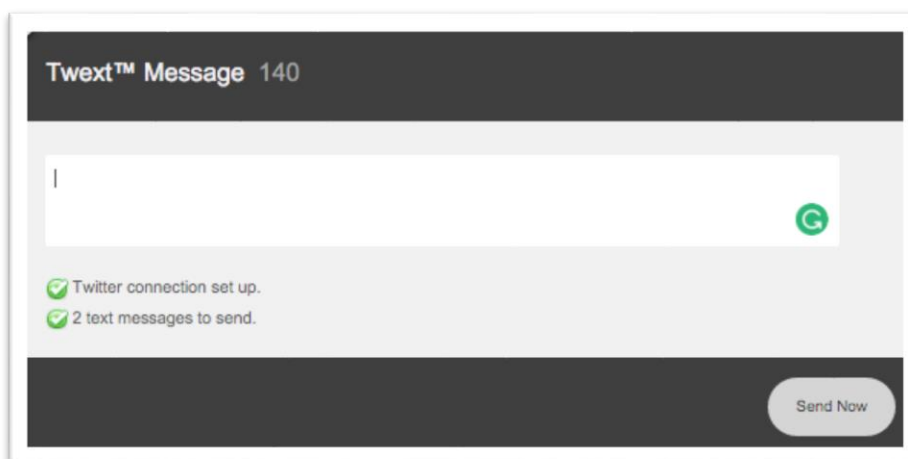 Twext™ Message 140
Twitter connection set up.
2 text messages to send.
Send Now